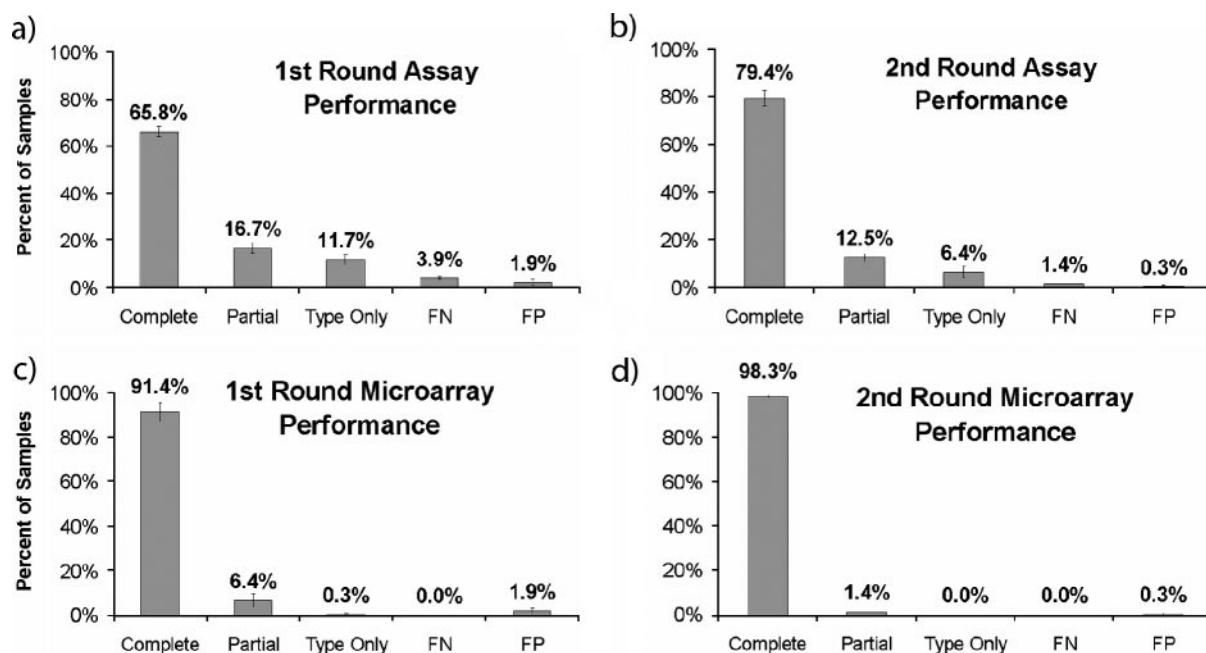 a)
1st Round Assay
Performance
Percent of Samples
100%
80%
60%
40%
20%
0%
65.8%
16.7%
11.7%
3.9%
1.9%
Complete Partial Type Only FN FP
b)
2nd Round Assay
Performance
100%
80%
60%
40%
20%
0%
79.4%
12.5%
6.4%
1.4%
0.3%
Complete Partial Type Only FN FP
c)
1st Round Microarray
Performance
Percent of Samples
100%
80%
60%
40%
20%
0%
91.4%
6.4%
0.3%
0.0%
1.9%
Complete Partial Type Only FN FP
d)
2nd Round Microarray
Performance
100%
80%
60%
40%
20%
0%
98.3%
1.4%
0.0%
0.0%
0.3%
Complete Partial Type Only FN FP